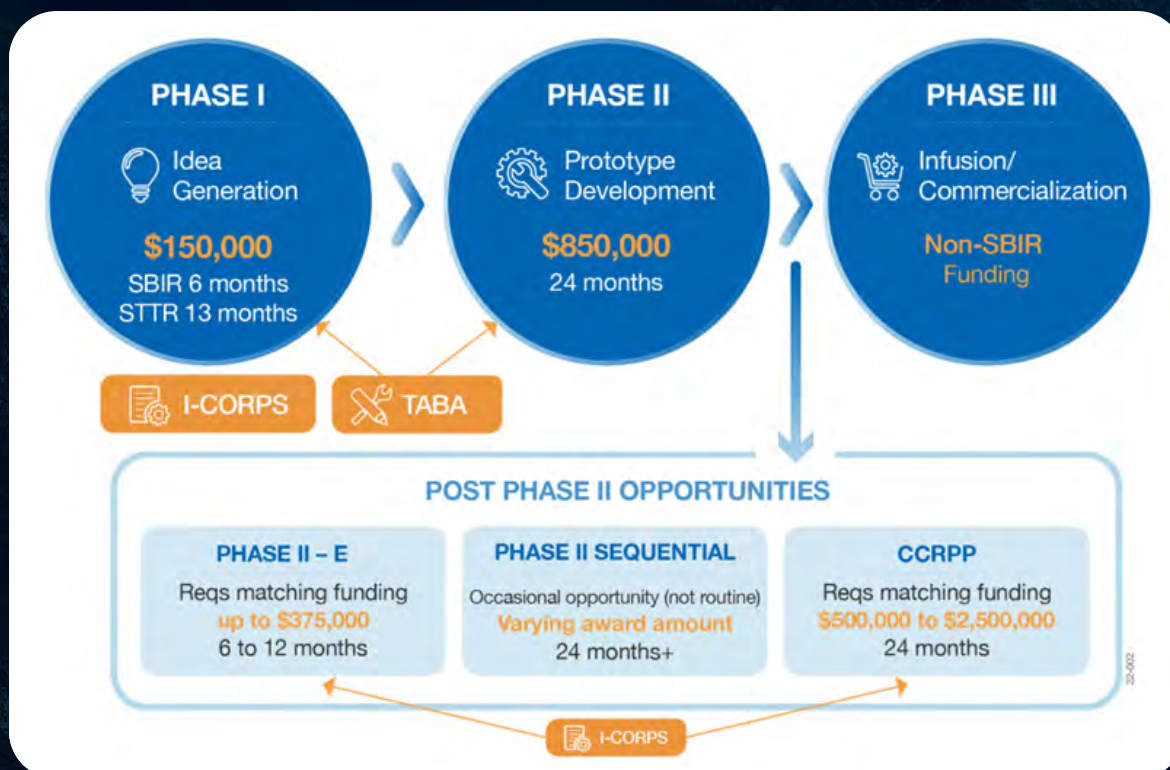 PHASE I
Idea
Generation
$150,000
SBIR 6 months
STTR 13 months
PHASE II
Prototype
Development
$850,000
24 months
PHASE III
Infusion/
Commercialization
Non-SBIR
Funding
I-CORPS
TABA
POST PHASE II OPPORTUNITIES
PHASE II – E
Reqs matching funding
up to $375,000
6 to 12 months
PHASE II SEQUENTIAL
Occasional opportunity (not routine)
Varying award amount
24 months+
CCRPP
Reqs matching funding
$500,000 to $2,500,000
24 months
22-002
I-CORPS